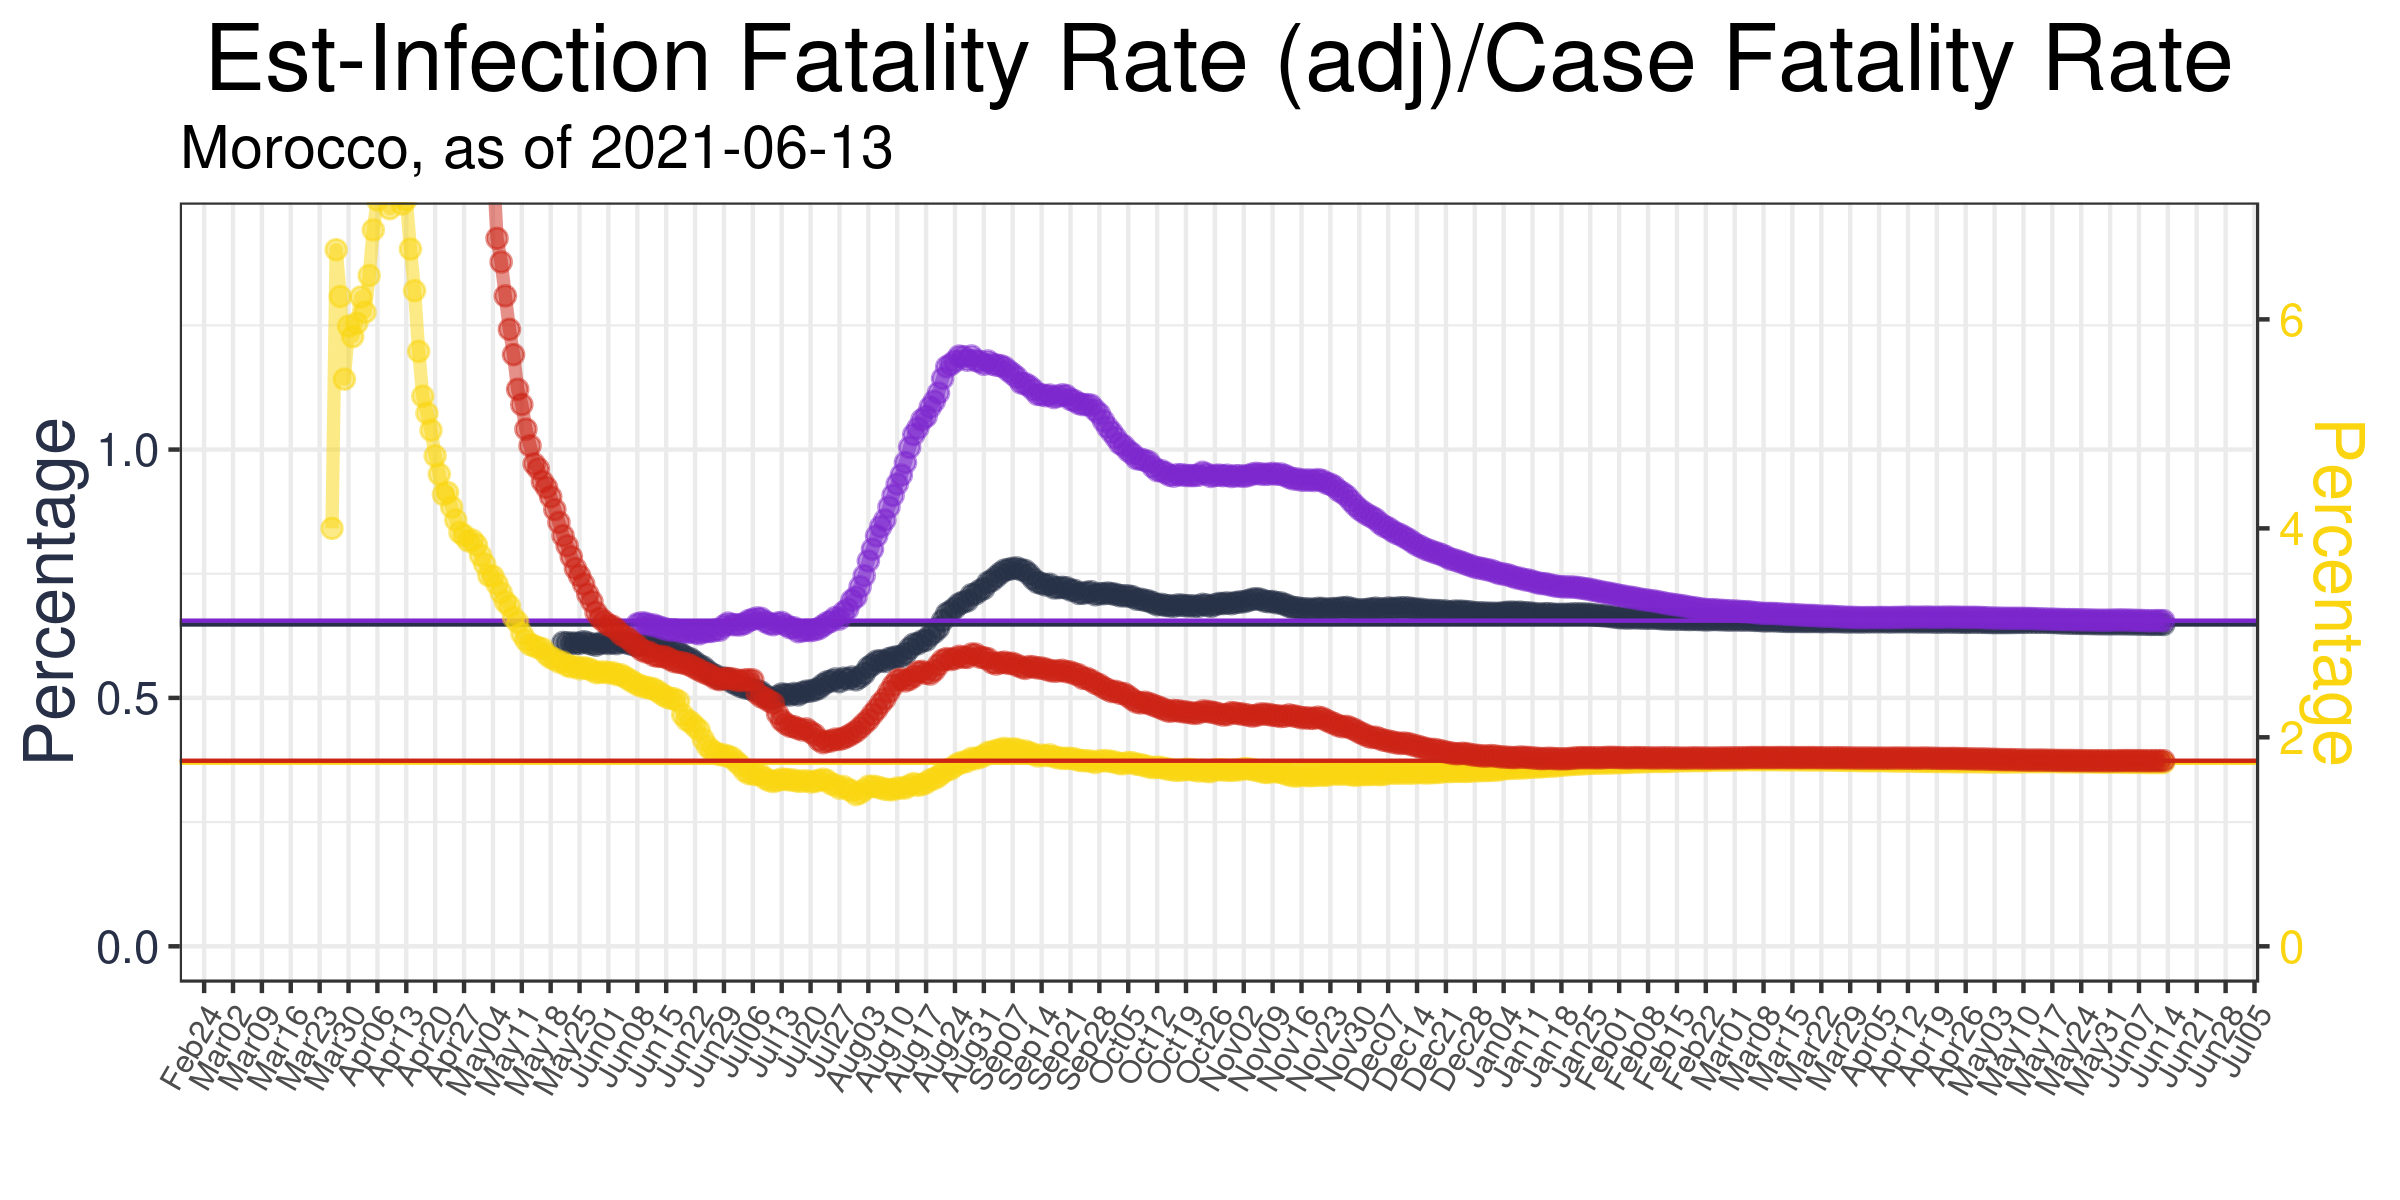 Est-Infection Fatality Rate (adj)/Case Fatality Rate
Morocco, as of 2021-06-13
Percentage
1.0
0.5
0.0
6
4
2
0
Percentage
Feb24
Mar02
Mar09
Mar16
Mar23
Mar30
Apr06
Apr13
Apr20
Apr27
May04
May11
May18
May25
Jun01
Jun08
Jun15
Jun22
Jun29
Jul06
Jul13
Jul20
Jul27
Aug03
Aug10
Aug17
Aug24
Aug31
Sep07
Sep14
Sep21
Sep28
Oct05
Oct12
Oct19
Oct26
Nov02
Nov09
Nov16
Nov23
Nov30
Dec07
Dec14
Dec21
Dec28
Jan04
Jan11
Jan18
Jan25
Feb01
Feb08
Feb15
Feb22
Mar01
Mar08
Mar15
Mar22
Mar29
Apr05
Apr12
Apr19
Apr26
May03
May10
May17
May24
May31
Jun07
Jun14
Jun21
Jun28
Jul05